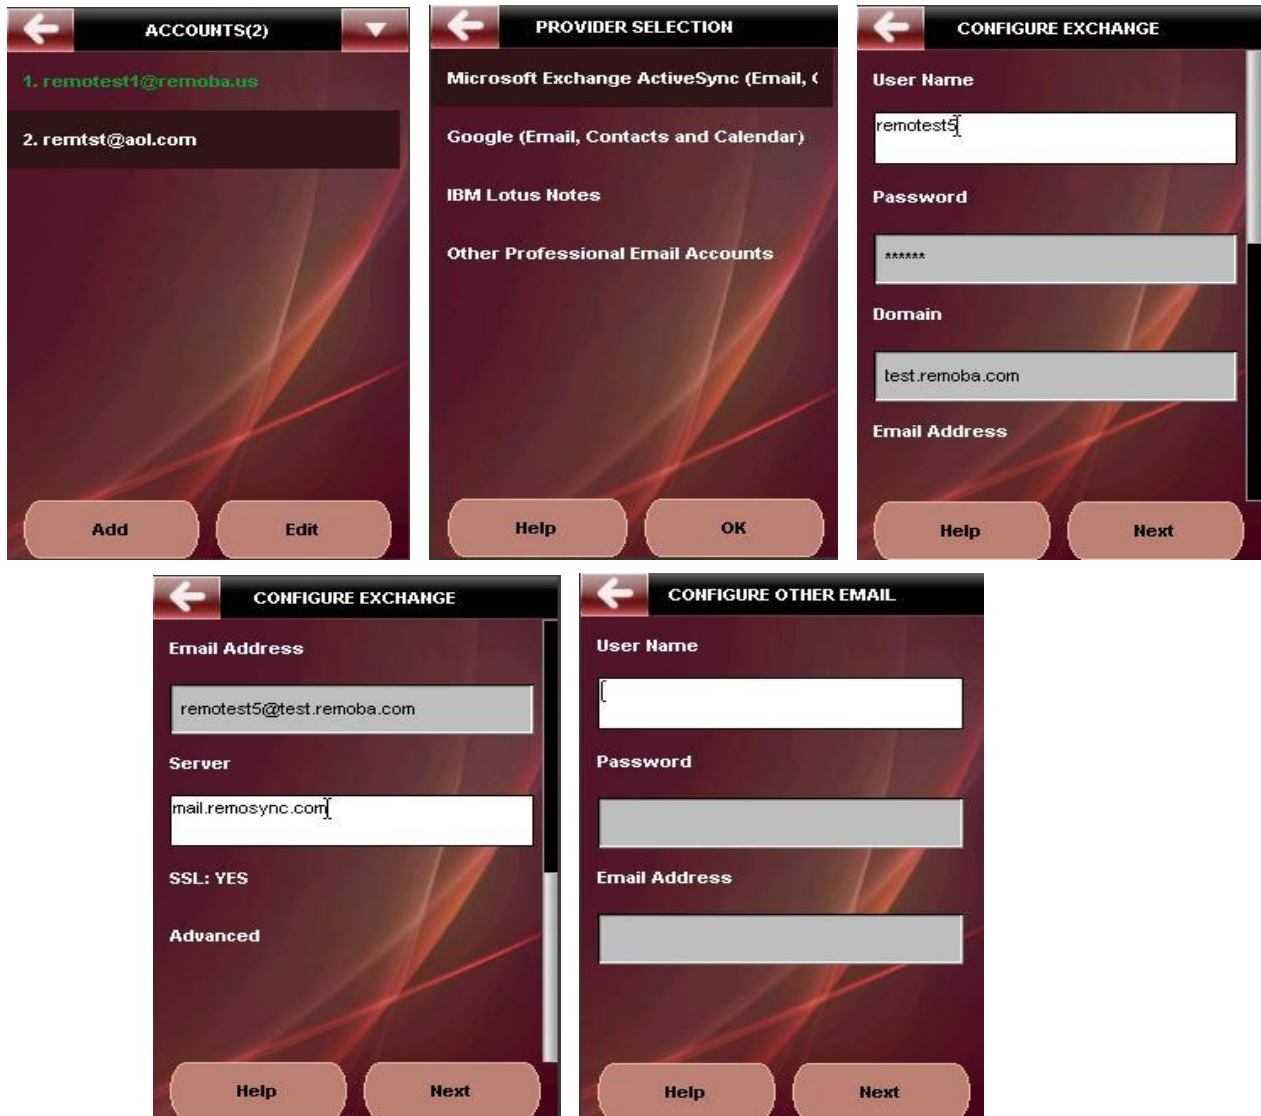 ACCOUNTS(2)
1. remotest1@remoba.us
2. remtst@aol.com
Add
Edit
PROVIDER SELECTION
Microsoft Exchange ActiveSync (Email, (
Google (Email, Contacts and Calendar)
IBM Lotus Notes
Other Professional Email Accounts
Help
OK
CONFIGURE EXCHANGE
User Name
remotest5
Password
******
Domain
test.remoba.com
Email Address
Help
Next
CONFIGURE EXCHANGE
Email Address
remotest5@test.remoba.com
Server
mail.remosync.com
SSL: YES
Advanced
Help
Next
CONFIGURE OTHER EMAIL
User Name
Password
Email Address
Help
Next